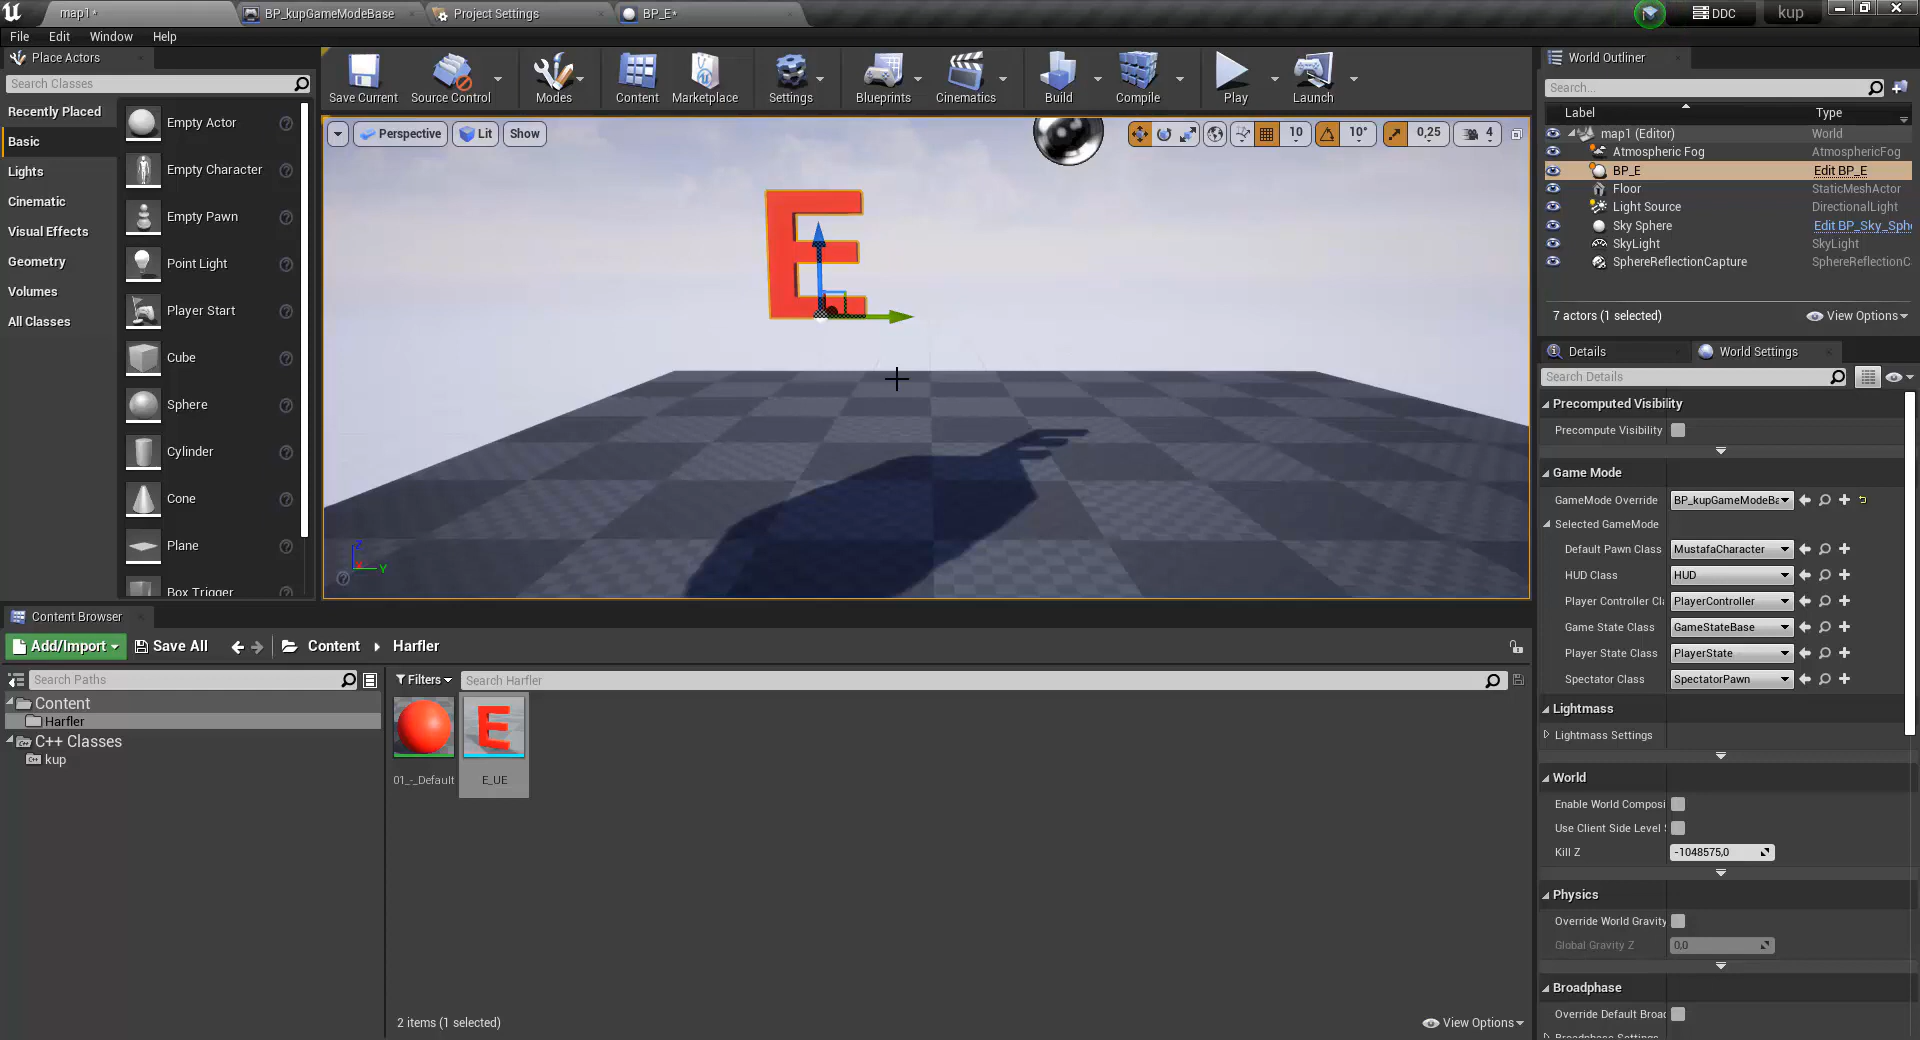 map1*
BP_kupGameModeBase
Project Settings
BP_E*
DDC
kup
File Edit Window Help
Place Actors
Search Classes
Recently Placed
Basic
Lights
Cinematic
Visual Effects
Geometry
Volumes
All Classes
Empty Actor
Empty Character
Empty Pawn
Point Light
Player Start
Cube
Sphere
Cylinder
Cone
Plane
Box Trigger
Save Current
Source Control
Modes
Content
Marketplace
Settings
Blueprints
Cinematics
Build
Compile
Play
Launch
Perspective
Lit
Show
10
10°
0,25
4
E
Z
X
Y
World Outliner
Search...
Label Type
map1 (Editor) World
Atmospheric Fog AtmosphericFog
BP_E Edit BP_E
Floor StaticMeshActor
Light Source DirectionalLight
Sky Sphere Edit BP_Sky_Sph
SkyLight SkyLight
SphereReflectionCapture SphereReflectionC
7 actors (1 selected) View Options
Details
World Settings
Search Details
Precomputed Visibility
Precompute Visibility
Game Mode
GameMode Override BP_kupGameModeBa
Selected GameMode
Default Pawn Class MustafaCharacter
HUD Class HUD
Player Controller Cl PlayerController
Game State Class GameStateBase
Player State Class PlayerState
Spectator Class SpectatorPawn
Lightmass
Lightmass Settings
World
Enable World Composi
Use Client Side Level
Kill Z -1048575,0
Physics
Override World Gravity
Global Gravity Z 0,0
Broadphase
Override Default Broad
Broadphase Settings
Content Browser
Add/Import Save All Content Harfler
Search Paths
Content
Harfler
C++ Classes
kup
Filters
Search Harfler
E
01_-_Default
E_UE
2 items (1 selected) View Options